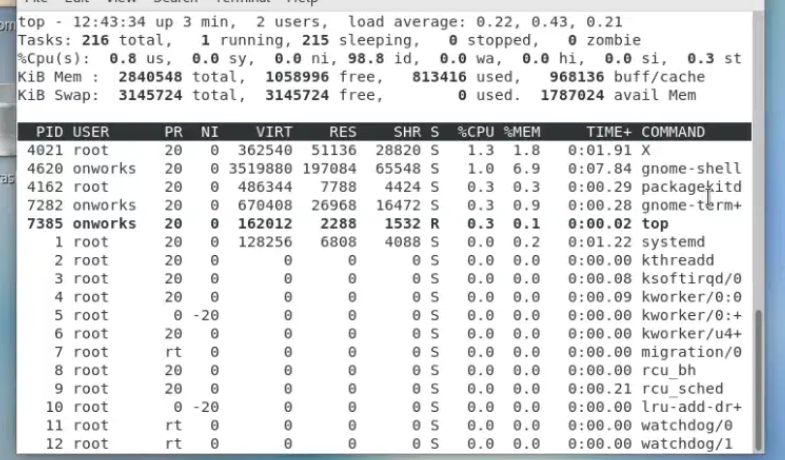 top - 12:43:34 up 3 min,  2 users,  load average: 0.22, 0.43, 0.21
Tasks: 216 total,   1 running, 215 sleeping,   0 stopped,   0 zombie
%Cpu(s):  0.8 us,  0.0 sy,  0.0 ni, 98.8 id,  0.0 wa,  0.0 hi,  0.0 si,  0.3 st
KiB Mem :  2840548 total,  1058996 free,   813416 used,   968136 buff/cache
KiB Swap:  3145724 total,  3145724 free,        0 used.  1787024 avail Mem
PID USER      PR  NI    VIRT    RES    SHR S  %CPU %MEM     TIME+ COMMAND
4021 root      20   0  362540  51136  28820 S   1.3  1.8   0:01.91 X
4620 onworks   20   0 3519880 197084  65548 S   1.0  6.9   0:07.84 gnome-shell
4162 root      20   0  486344   7788   4424 S   0.3  0.3   0:00.29 packagekitd
7282 onworks   20   0  670408  26968  16472 S   0.3  0.9   0:00.28 gnome-term+
7385 onworks   20   0  162012   2288   1532 R   0.3  0.1   0:00.02 top
1 root      20   0  128256   6808   4088 S   0.0  0.2   0:01.22 systemd
2 root      20   0       0      0      0 S   0.0  0.0   0:00.00 kthreadd
3 root      20   0       0      0      0 S   0.0  0.0   0:00.08 ksoftirqd/0
4 root      20   0       0      0      0 S   0.0  0.0   0:00.09 kworker/0:0
5 root       0 -20       0      0      0 S   0.0  0.0   0:00.00 kworker/0:+
6 root      20   0       0      0      0 S   0.0  0.0   0:00.00 kworker/u4+
7 root      rt   0       0      0      0 S   0.0  0.0   0:00.00 migration/0
8 root      20   0       0      0      0 S   0.0  0.0   0:00.00 rcu_bh
9 root      20   0       0      0      0 S   0.0  0.0   0:00.21 rcu_sched
10 root       0 -20       0      0      0 S   0.0  0.0   0:00.00 lru-add-dr+
11 root      rt   0       0      0      0 S   0.0  0.0   0:00.00 watchdog/0
12 root      rt   0       0      0      0 S   0.0  0.0   0:00.00 watchdog/1